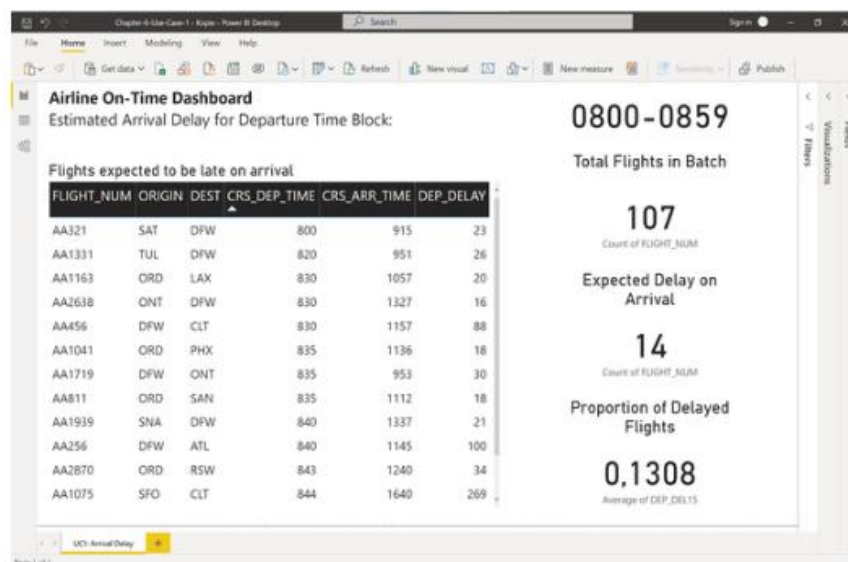 Chapter-6-Use-Case-1 - Kopie - Power BI Desktop
Search
Sign in
File Home Insert Modeling View Help
Get data Refresh New visual New measure Sensitivity Publish
Airline On-Time Dashboard
Estimated Arrival Delay for Departure Time Block:
Flights expected to be late on arrival
FLIGHT_NUM ORIGIN DEST CRS_DEP_TIME CRS_ARR_TIME DEP_DELAY
AA321 SAT DFW 800 915 23
AA1331 TUL DFW 820 951 26
AA1163 ORD LAX 830 1057 20
AA2638 ONT DFW 830 1327 16
AA456 DFW CLT 830 1157 88
AA1041 ORD PHX 835 1136 18
AA1719 DFW ONT 835 953 30
AA811 ORD SAN 835 1112 18
AA1939 SNA DFW 840 1337 21
AA256 DFW ATL 840 1145 100
AA2870 ORD RSW 843 1240 34
AA1075 SFO CLT 844 1640 269
0800-0859
Total Flights in Batch
107
Count of FLIGHT_NUM
Expected Delay on
Arrival
14
Count of FLIGHT_NUM
Proportion of Delayed
Flights
0,1308
Average of DEP_DEL15
Filters
Visualizations
UC1: Arrival Delay